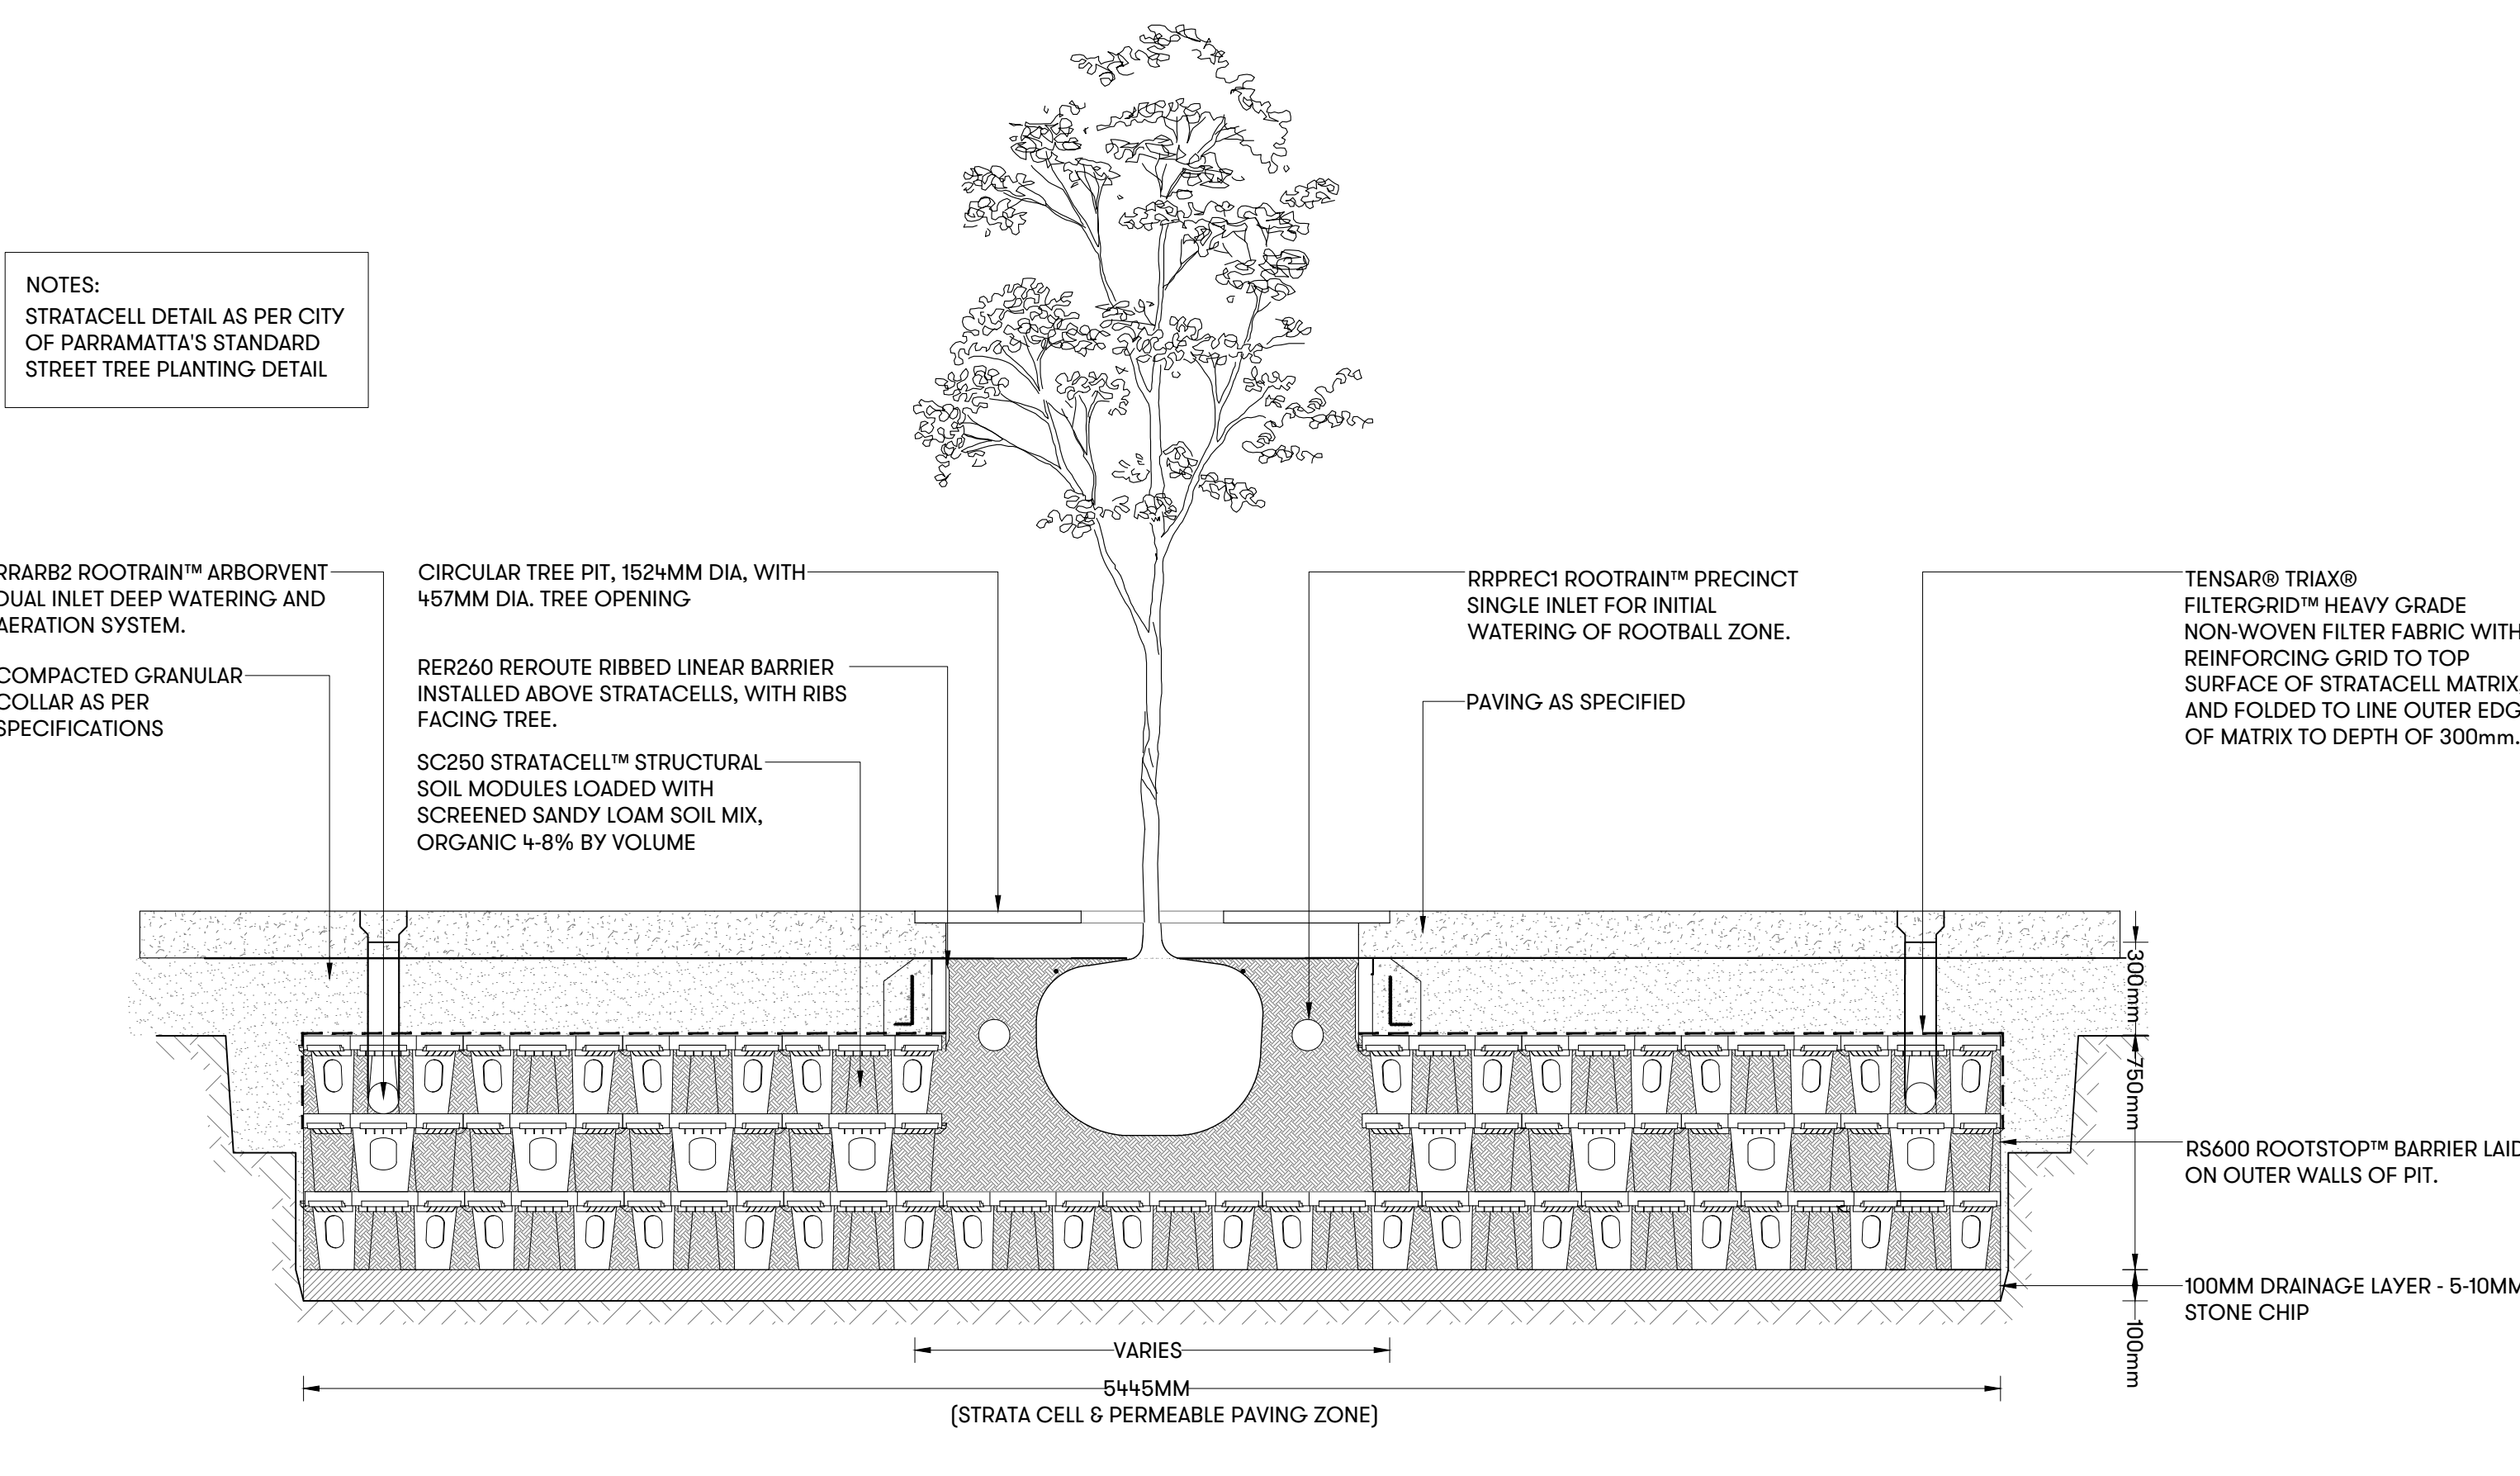 NOTES:
STRATACELL DETAIL AS PER CITY
OF PARRAMATTA'S STANDARD
STREET TREE PLANTING DETAIL
RRARB2 ROOTRAIN™ ARBORVENT
DUAL INLET DEEP WATERING AND
AERATION SYSTEM.
COMPACTED GRANULAR
COLLAR AS PER
SPECIFICATIONS
CIRCULAR TREE PIT, 1524MM DIA, WITH
457MM DIA. TREE OPENING
RER260 REROUTE RIBBED LINEAR BARRIER
INSTALLED ABOVE STRATACELLS, WITH RIBS
FACING TREE.
SC250 STRATACELL™ STRUCTURAL
SOIL MODULES LOADED WITH
SCREENED SANDY LOAM SOIL MIX,
ORGANIC 4-8% BY VOLUME
RRPREC1 ROOTRAIN™ PRECINCT
SINGLE INLET FOR INITIAL
WATERING OF ROOTBALL ZONE.
PAVING AS SPECIFIED
TENSAR® TRIAX®
FILTERGRID™ HEAVY GRADE
NON-WOVEN FILTER FABRIC WITH
REINFORCING GRID TO TOP
SURFACE OF STRATACELL MATRIX,
AND FOLDED TO LINE OUTER EDG
OF MATRIX TO DEPTH OF 300mm.
300mm
750mm
RS600 ROOTSTOP™ BARRIER LAID
ON OUTER WALLS OF PIT.
100MM DRAINAGE LAYER - 5-10MM
STONE CHIP
100mm
VARIES
5445MM
(STRATA CELL & PERMEABLE PAVING ZONE)